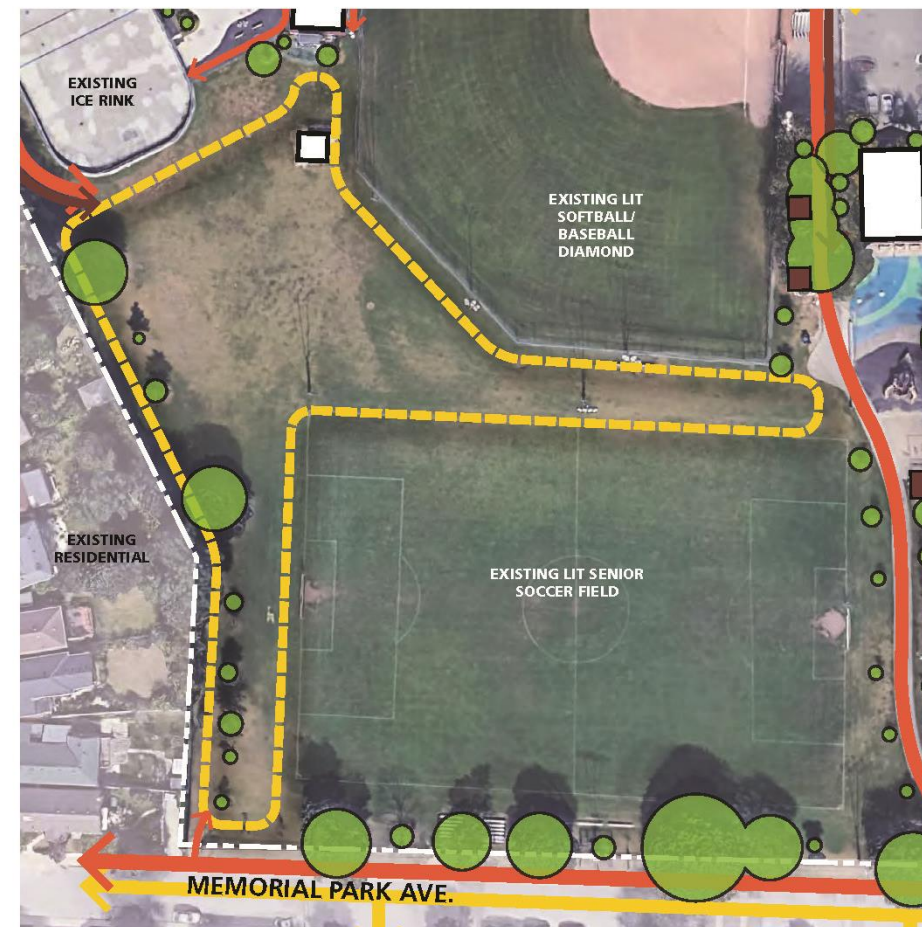 EXISTING
ICE RINK
EXISTING LIT
SOFTBALL/
BASEBALL
DIAMOND
EXISTING
RESIDENTIAL
EXISTING LIT SENIOR
SOCCER FIELD
MEMORIAL PARK AVE.